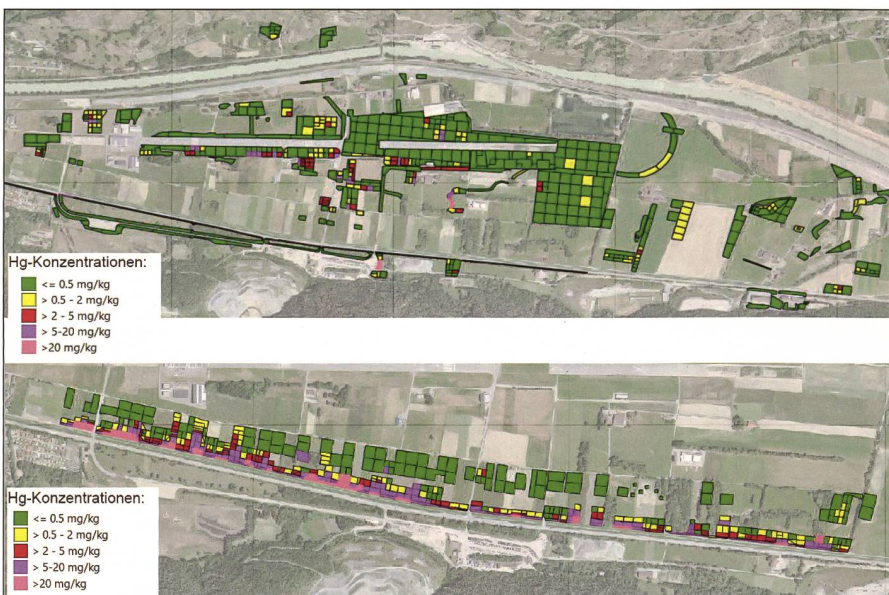 Hg-Konzentrationen:
<= 0.5 mg/kg
> 0.5 - 2 mg/kg
> 2 - 5 mg/kg
> 5-20 mg/kg
>20 mg/kg
Hg-Konzentrationen:
<= 0.5 mg/kg
> 0.5 - 2 mg/kg
> 2 - 5 mg/kg
> 5-20 mg/kg
>20 mg/kg